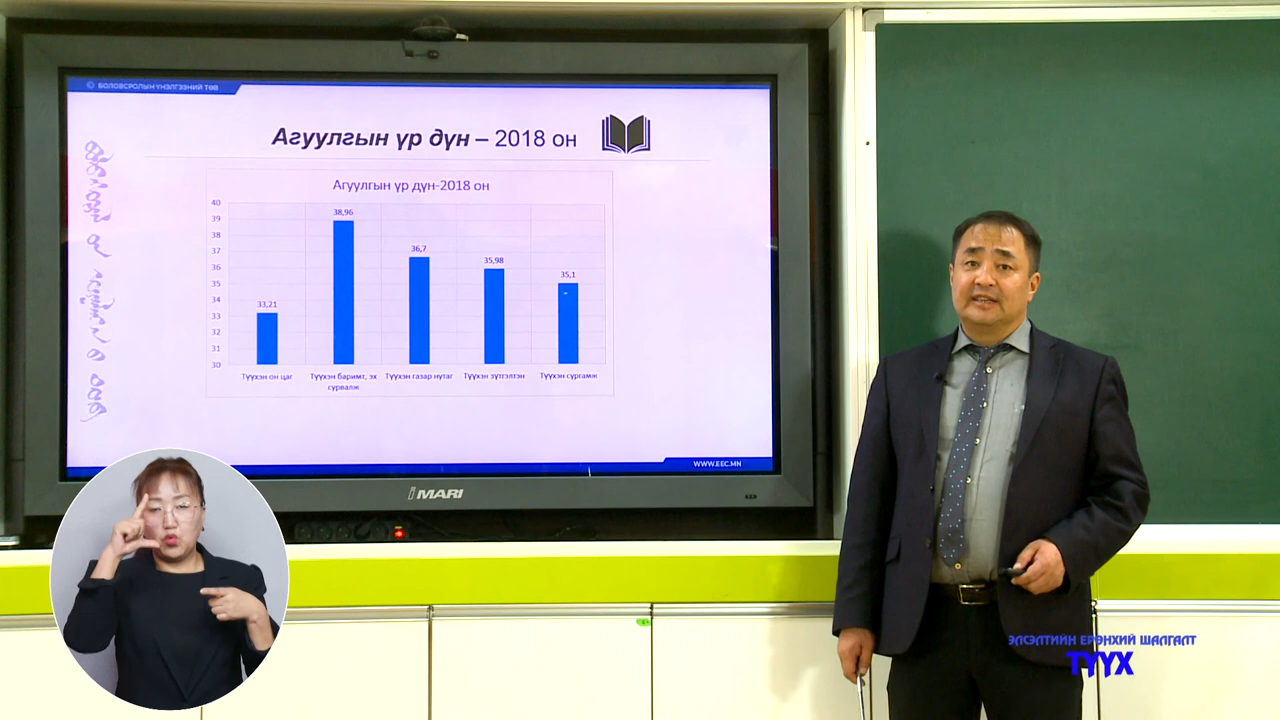 © БОЛОВСРОЛЫН ҮНЭЛГЭЭНИЙ ТӨВ
Агуулгын үр дүн – 2018 он
Агуулгын үр дүн-2018 он
40
39
38
37
36
35
34
33
32
31
30
33,21
38,96
36,7
35,98
35,1
Түүхэн он цаг
Түүхэн баримт, эх
сурвалж
Түүхэн газар нутаг
Түүхэн зүтгэлтэн
Түүхэн сургамж
WWW.EEC.MN
iMARI
ЭЛСЭЛТИЙН ЕРӨНХИЙ ШАЛГАЛТ
ТҮҮХ